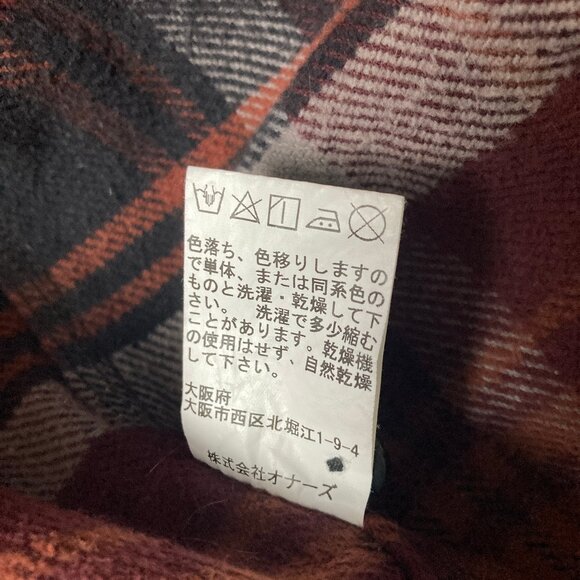 色落ち、色移りしますの
で単体、または同系色の
ものと洗濯・乾燥して下
さい。 洗濯で多少縮む
ことがあります。乾燥機
の使用はせず、自然乾燥
して下さい。
大阪府
大阪市西区北堀江1-9-4
株式会社オナーズ